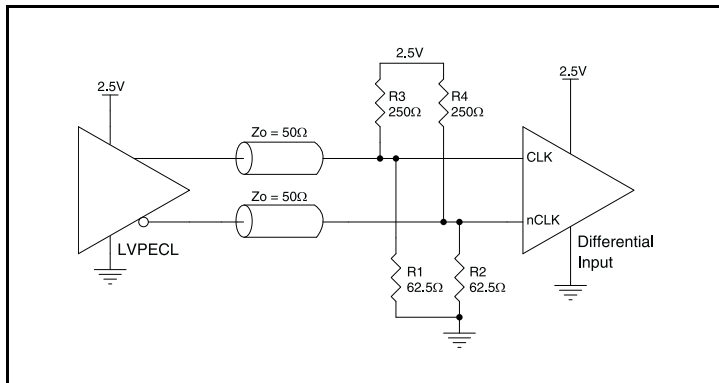 2.5V
2.5V
2.5V
R3
250Ω
R4
250Ω
Zo = 50Ω
CLK
Zo = 50Ω
nCLK
LVPECL
Differential
Input
R1
62.5Ω
R2
62.5Ω